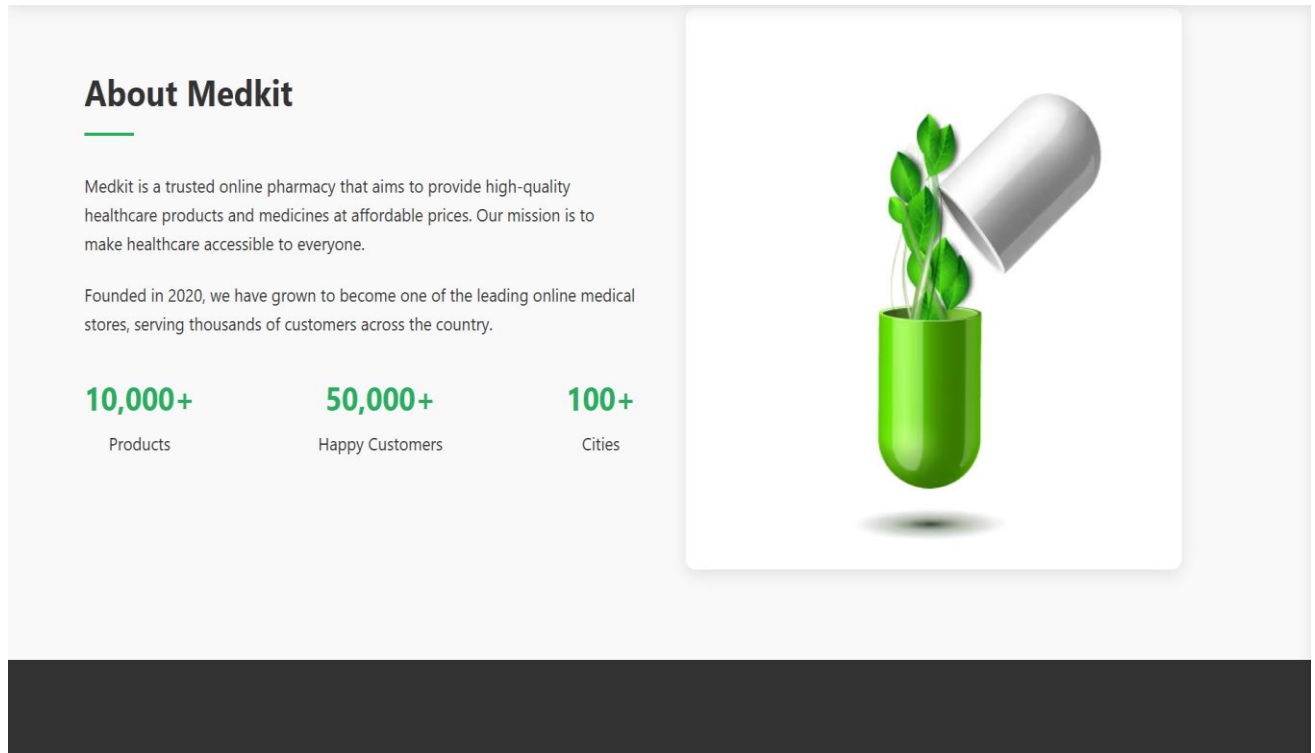 About Medkit
Medkit is a trusted online pharmacy that aims to provide high-quality
healthcare products and medicines at affordable prices. Our mission is to
make healthcare accessible to everyone.
Founded in 2020, we have grown to become one of the leading online medical
stores, serving thousands of customers across the country.
10,000+ 50,000+ 100+
Products Happy Customers Cities